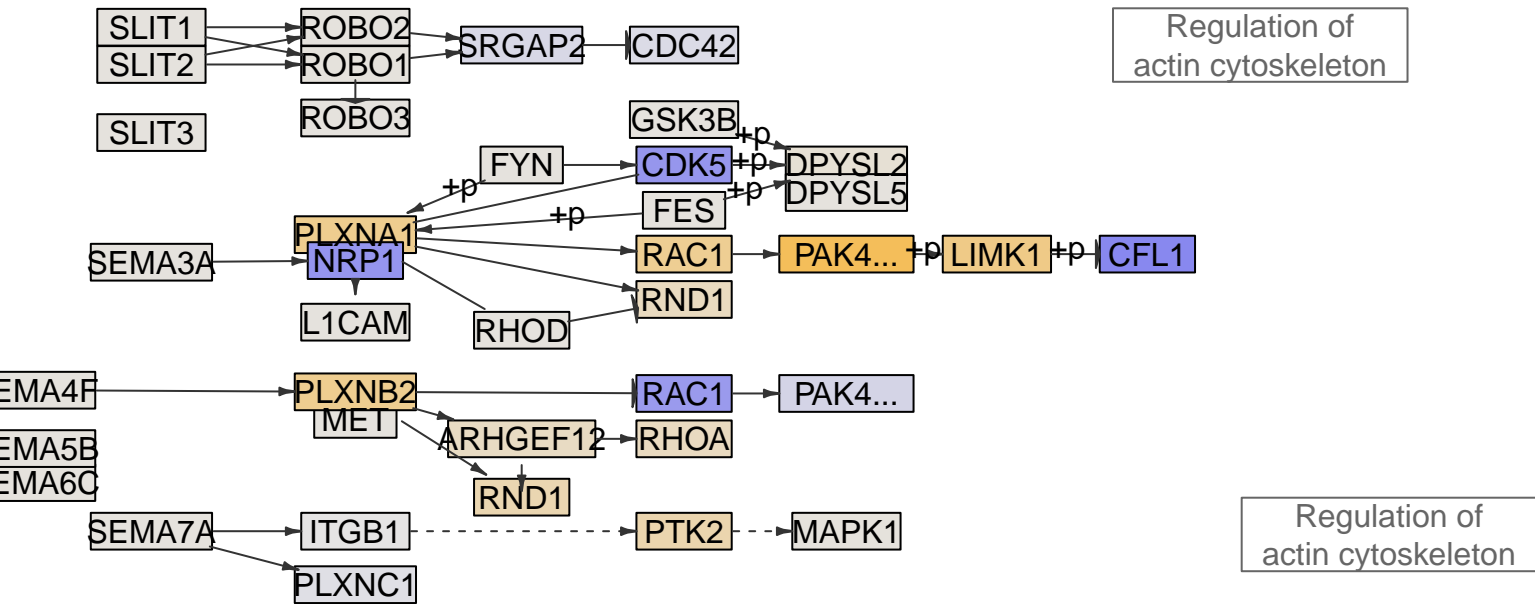 SLIT1
ROBO2
SRGAP2
CDC42
Regulation of
actin cytoskeleton
SLIT2
ROBO1
SLIT3
ROBO3
GSK3B
+p
FYN
CDK5
+p
DPYSL2
+p
+p
DPYSL5
FES
+p
PLXNA1
SEMA3A
NRP1
RAC1
PAK4...
+p
LIMK1
+p
CFL1
RND1
L1CAM
RHOD
EMA4F
PLXNB2
RAC1
PAK4...
MET
EMA5B
ARHGEF12
RHOA
EMA6C
RND1
SEMA7A
ITGB1
PTK2
MAPK1
Regulation of
actin cytoskeleton
PLXNC1